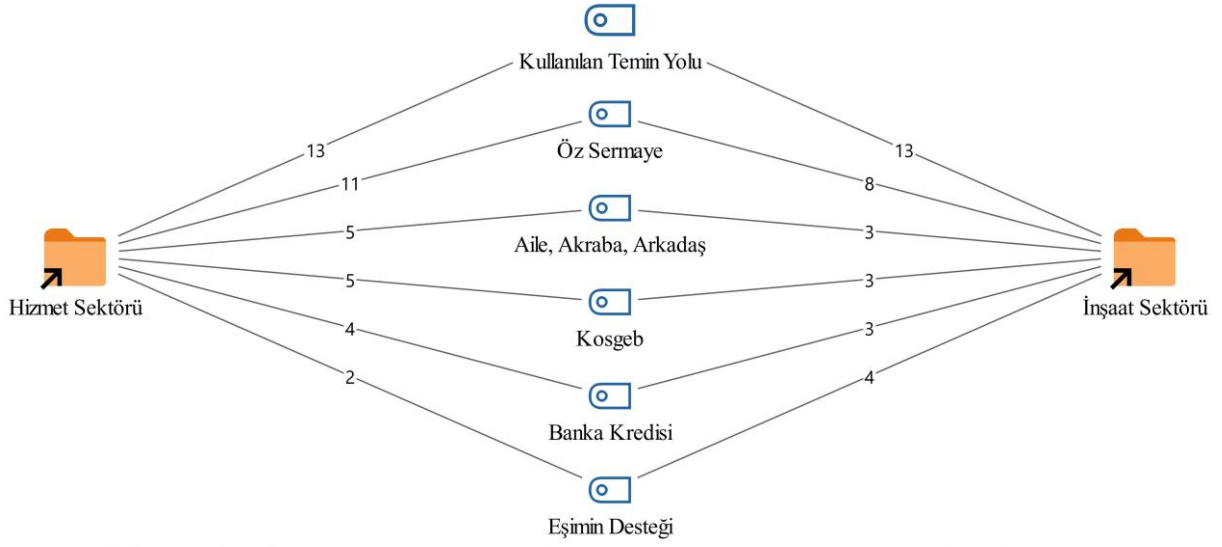 Kullanılan Temin Yolu
13
13
Öz Sermaye
11
8
Aile, Akraba, Arkadaş
5
3
Hizmet Sektörü
İnşaat Sektörü
5
3
Kosgeb
4
3
Banka Kredisi
2
4
Eşimin Desteği